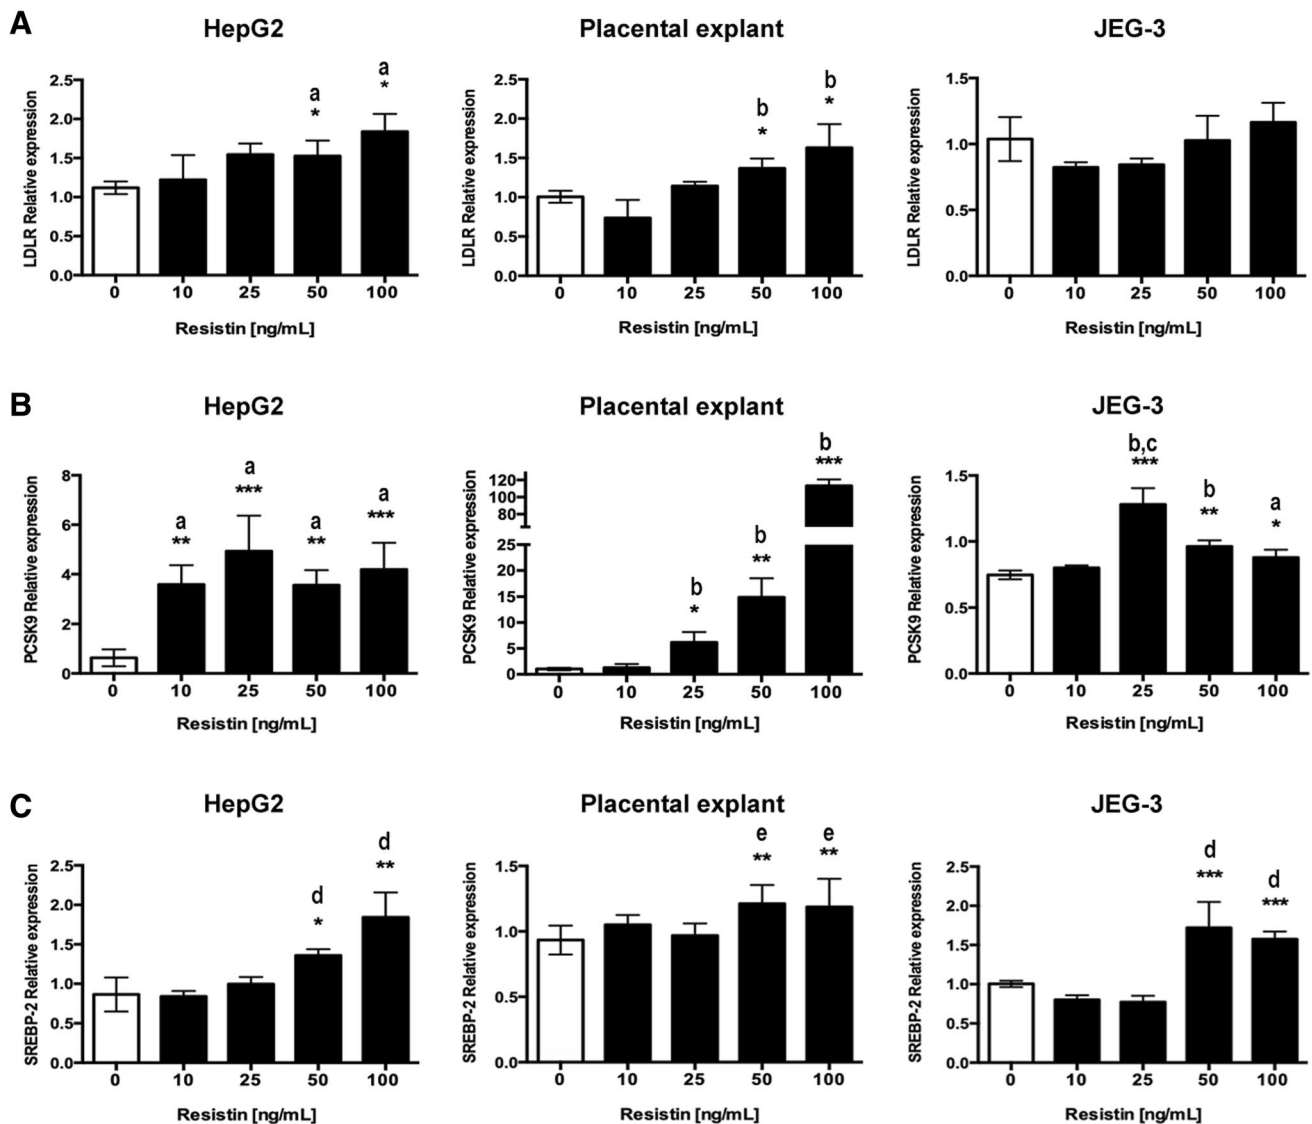 A
HepG2
Placental explant
JEG-3
LDLR Relative expression
2.5
2.0
1.5
1.0
0.5
0.0
a
*
a
*
0 10 25 50 100
Resistin [ng/mL]
LDLR Relative expression
2.5
2.0
1.5
1.0
0.5
0.0
b
*
b
*
0 10 25 50 100
Resistin [ng/mL]
LDLR Relative expression
1.5
1.0
0.5
0.0
0 10 25 50 100
Resistin [ng/mL]
B
HepG2
Placental explant
JEG-3
PCSK9 Relative expression
8
6
4
2
0
a
**
a
***
a
**
a
***
0 10 25 50 100
Resistin [ng/mL]
PCSK9 Relative expression
120
100
80
25
20
15
10
5
0
b
*
b
**
b
***
0 10 25 50 100
Resistin [ng/mL]
PCSK9 Relative expression
1.5
1.0
0.5
0.0
b,c
***
b
**
a
*
0 10 25 50 100
Resistin [ng/mL]
C
HepG2
Placental explant
JEG-3
SREBP-2 Relative expression
2.5
2.0
1.5
1.0
0.5
0.0
d
*
d
**
0 10 25 50 100
Resistin [ng/mL]
SREBP-2 Relative expression
1.5
1.0
0.5
0.0
e
**
e
**
0 10 25 50 100
Resistin [ng/mL]
SREBP-2 Relative expression
2.5
2.0
1.5
1.0
0.5
0.0
d
***
d
***
0 10 25 50 100
Resistin [ng/mL]